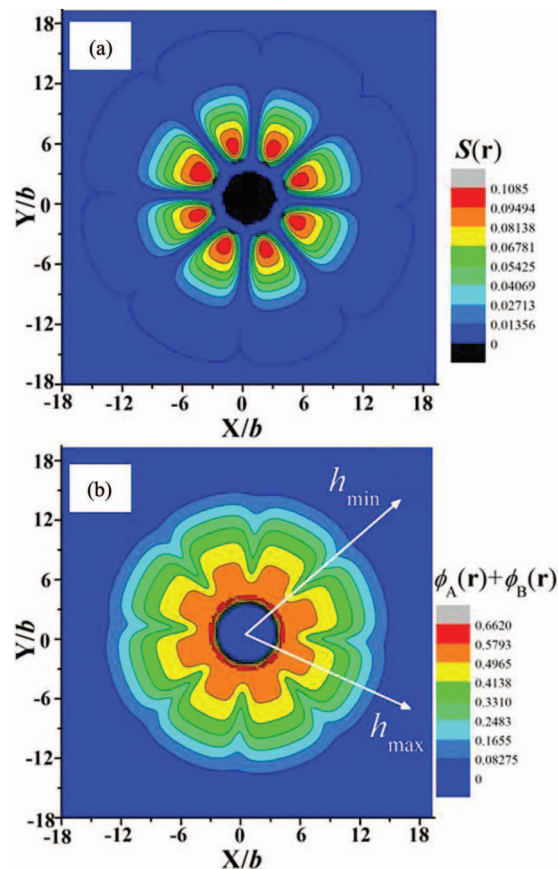 (a)
18
12
6
0
-6
-12
-18
Y/b
-18 -12 -6 0 6 12 18
X/b
S(r)
0.1085
0.09494
0.08138
0.06781
0.05425
0.04069
0.02713
0.01356
0
(b)
18
12
6
0
-6
-12
-18
Y/b
h_min
h_max
-18 -12 -6 0 6 12 18
X/b
ϕ_A(r)+ϕ_B(r)
0.6620
0.5793
0.4965
0.4138
0.3310
0.2483
0.1655
0.08275
0